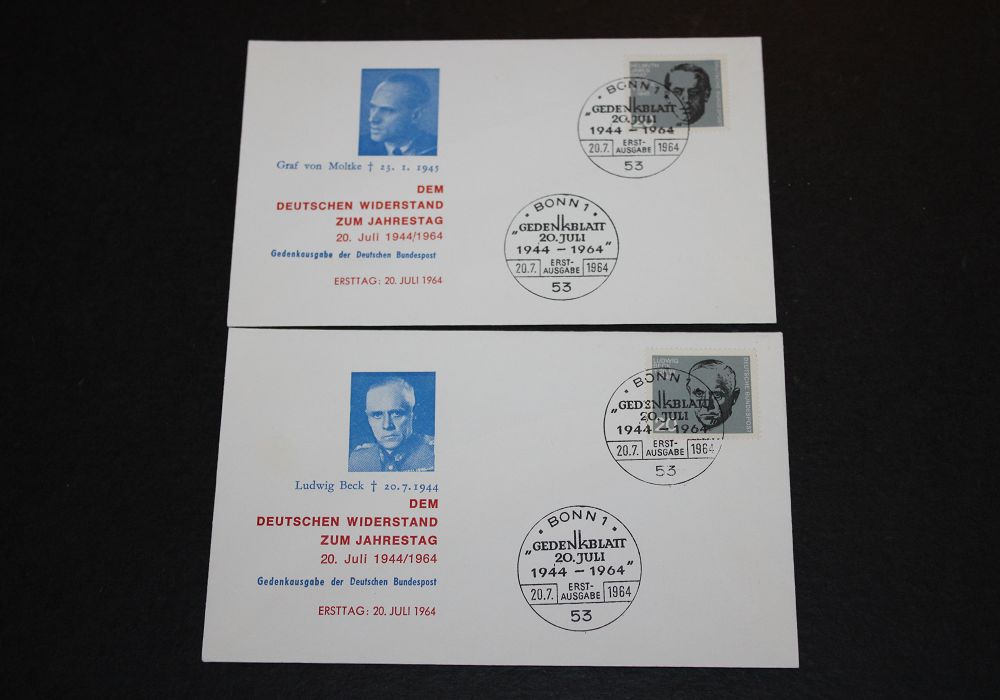 Graf von Moltke † 23. 1. 1945
DEM
DEUTSCHEN WIDERSTAND
ZUM JAHRESTAG
20. Juli 1944/1964
Gedenkausgabe der Deutschen Bundespost
ERSTTAG: 20. JULI 1964
BONN 1
„GEDENKBLATT
20. JULI
1944 – 1964
20.7. ERST-AUSGABE 1964
53
HELMUTH
20
BONN 1
„GEDENKBLATT
20. JULI
1944 – 1964"
20.7. ERST-AUSGABE 1964
53
Ludwig Beck † 20.7.1944
DEM
DEUTSCHEN WIDERSTAND
ZUM JAHRESTAG
20. Juli 1944/1964
Gedenkausgabe der Deutschen Bundespost
ERSTTAG: 20. JULI 1964
BONN 1
„GEDENKBLATT
20. JULI
1944 – 1964"
20.7. ERST-AUSGABE 1964
53
LUDWIG
BECK
20
DEUTSCHE BUNDESPOST
BONN 1
„GEDENKBLATT
20. JULI
1944 – 1964"
20.7. ERST-AUSGABE 1964
53